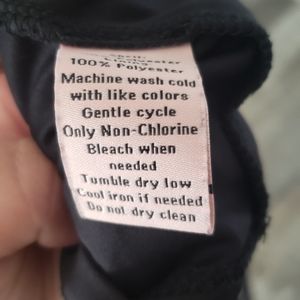 100% Polyester
Machine wash cold
with like colors
Gentle cycle
Only Non-Chlorine
Bleach when
needed
Tumble dry low
Cool iron if needed
Do not dry clean